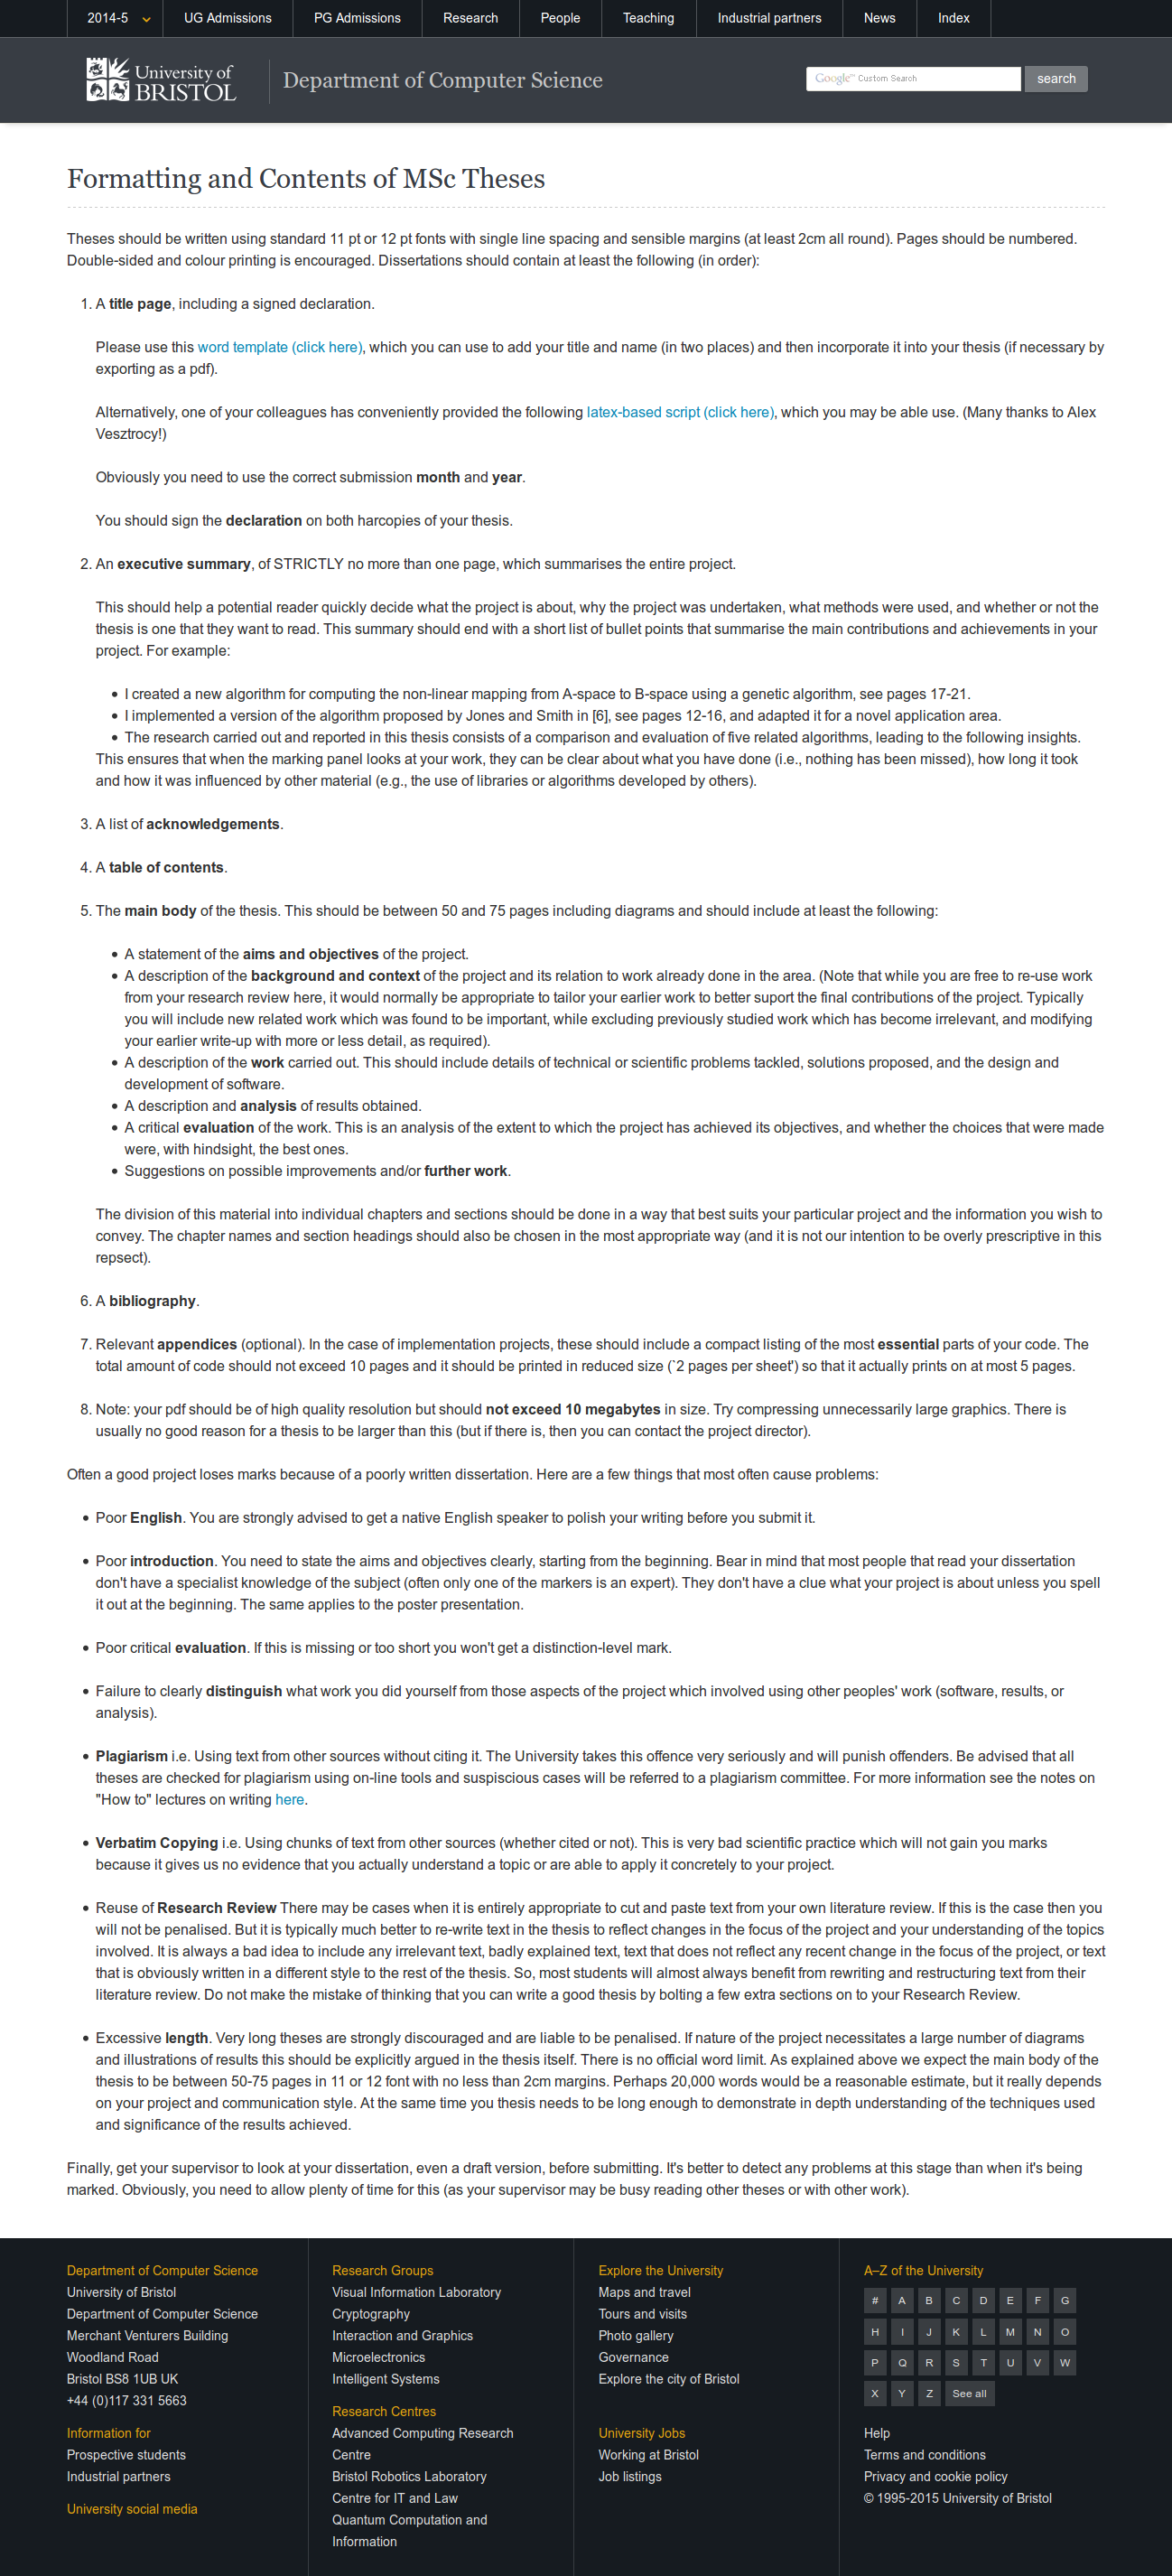 2014-5
UG Admissions
PG Admissions
Research
People
Teaching
Industrial partners
News
Index
University of
BRISTOL
Department of Computer Science
Google™ Custom Search
search
Formatting and Contents of MSc Theses
Theses should be written using standard 11 pt or 12 pt fonts with single line spacing and sensible margins (at least 2cm all round). Pages should be numbered.
Double-sided and colour printing is encouraged. Dissertations should contain at least the following (in order):
1. A title page, including a signed declaration.
Please use this word template (click here), which you can use to add your title and name (in two places) and then incorporate it into your thesis (if necessary by
exporting as a pdf).
Alternatively, one of your colleagues has conveniently provided the following latex-based script (click here), which you may be able use. (Many thanks to Alex
Vesztrocy!)
Obviously you need to use the correct submission month and year.
You should sign the declaration on both harcopies of your thesis.
2. An executive summary, of STRICTLY no more than one page, which summarises the entire project.
This should help a potential reader quickly decide what the project is about, why the project was undertaken, what methods were used, and whether or not the
thesis is one that they want to read. This summary should end with a short list of bullet points that summarise the main contributions and achievements in your
project. For example:
• I created a new algorithm for computing the non-linear mapping from A-space to B-space using a genetic algorithm, see pages 17-21.
• I implemented a version of the algorithm proposed by Jones and Smith in [6], see pages 12-16, and adapted it for a novel application area.
• The research carried out and reported in this thesis consists of a comparison and evaluation of five related algorithms, leading to the following insights.
This ensures that when the marking panel looks at your work, they can be clear about what you have done (i.e., nothing has been missed), how long it took
and how it was influenced by other material (e.g., the use of libraries or algorithms developed by others).
3. A list of acknowledgements.
4. A table of contents.
5. The main body of the thesis. This should be between 50 and 75 pages including diagrams and should include at least the following:
• A statement of the aims and objectives of the project.
• A description of the background and context of the project and its relation to work already done in the area. (Note that while you are free to re-use work
from your research review here, it would normally be appropriate to tailor your earlier work to better suport the final contributions of the project. Typically
you will include new related work which was found to be important, while excluding previously studied work which has become irrelevant, and modifying
your earlier write-up with more or less detail, as required).
• A description of the work carried out. This should include details of technical or scientific problems tackled, solutions proposed, and the design and
development of software.
• A description and analysis of results obtained.
• A critical evaluation of the work. This is an analysis of the extent to which the project has achieved its objectives, and whether the choices that were made
were, with hindsight, the best ones.
• Suggestions on possible improvements and/or further work.
The division of this material into individual chapters and sections should be done in a way that best suits your particular project and the information you wish to
convey. The chapter names and section headings should also be chosen in the most appropriate way (and it is not our intention to be overly prescriptive in this
repsect).
6. A bibliography.
7. Relevant appendices (optional). In the case of implementation projects, these should include a compact listing of the most essential parts of your code. The
total amount of code should not exceed 10 pages and it should be printed in reduced size (`2 pages per sheet') so that it actually prints on at most 5 pages.
8. Note: your pdf should be of high quality resolution but should not exceed 10 megabytes in size. Try compressing unnecessarily large graphics. There is
usually no good reason for a thesis to be larger than this (but if there is, then you can contact the project director).
Often a good project loses marks because of a poorly written dissertation. Here are a few things that most often cause problems:
• Poor English. You are strongly advised to get a native English speaker to polish your writing before you submit it.
• Poor introduction. You need to state the aims and objectives clearly, starting from the beginning. Bear in mind that most people that read your dissertation
don't have a specialist knowledge of the subject (often only one of the markers is an expert). They don't have a clue what your project is about unless you spell
it out at the beginning. The same applies to the poster presentation.
• Poor critical evaluation. If this is missing or too short you won't get a distinction-level mark.
• Failure to clearly distinguish what work you did yourself from those aspects of the project which involved using other peoples' work (software, results, or
analysis).
• Plagiarism i.e. Using text from other sources without citing it. The University takes this offence very seriously and will punish offenders. Be advised that all
theses are checked for plagiarism using on-line tools and suspiscious cases will be referred to a plagiarism committee. For more information see the notes on
"How to" lectures on writing here.
• Verbatim Copying i.e. Using chunks of text from other sources (whether cited or not). This is very bad scientific practice which will not gain you marks
because it gives us no evidence that you actually understand a topic or are able to apply it concretely to your project.
• Reuse of Research Review There may be cases when it is entirely appropriate to cut and paste text from your own literature review. If this is the case then you
will not be penalised. But it is typically much better to re-write text in the thesis to reflect changes in the focus of the project and your understanding of the topics
involved. It is always a bad idea to include any irrelevant text, badly explained text, text that does not reflect any recent change in the focus of the project, or text
that is obviously written in a different style to the rest of the thesis. So, most students will almost always benefit from rewriting and restructuring text from their
literature review. Do not make the mistake of thinking that you can write a good thesis by bolting a few extra sections on to your Research Review.
• Excessive length. Very long theses are strongly discouraged and are liable to be penalised. If nature of the project necessitates a large number of diagrams
and illustrations of results this should be explicitly argued in the thesis itself. There is no official word limit. As explained above we expect the main body of the
thesis to be between 50-75 pages in 11 or 12 font with no less than 2cm margins. Perhaps 20,000 words would be a reasonable estimate, but it really depends
on your project and communication style. At the same time you thesis needs to be long enough to demonstrate in depth understanding of the techniques used
and significance of the results achieved.
Finally, get your supervisor to look at your dissertation, even a draft version, before submitting. It's better to detect any problems at this stage than when it's being
marked. Obviously, you need to allow plenty of time for this (as your supervisor may be busy reading other theses or with other work).
Department of Computer Science
University of Bristol
Department of Computer Science
Merchant Venturers Building
Woodland Road
Bristol BS8 1UB UK
+44 (0)117 331 5663
Information for
Prospective students
Industrial partners
University social media
Research Groups
Visual Information Laboratory
Cryptography
Interaction and Graphics
Microelectronics
Intelligent Systems
Research Centres
Advanced Computing Research
Centre
Bristol Robotics Laboratory
Centre for IT and Law
Quantum Computation and
Information
Explore the University
Maps and travel
Tours and visits
Photo gallery
Governance
Explore the city of Bristol
University Jobs
Working at Bristol
Job listings
A–Z of the University
# A B C D E F G
H I J K L M N O
P Q R S T U V W
X Y Z See all
Help
Terms and conditions
Privacy and cookie policy
© 1995-2015 University of Bristol